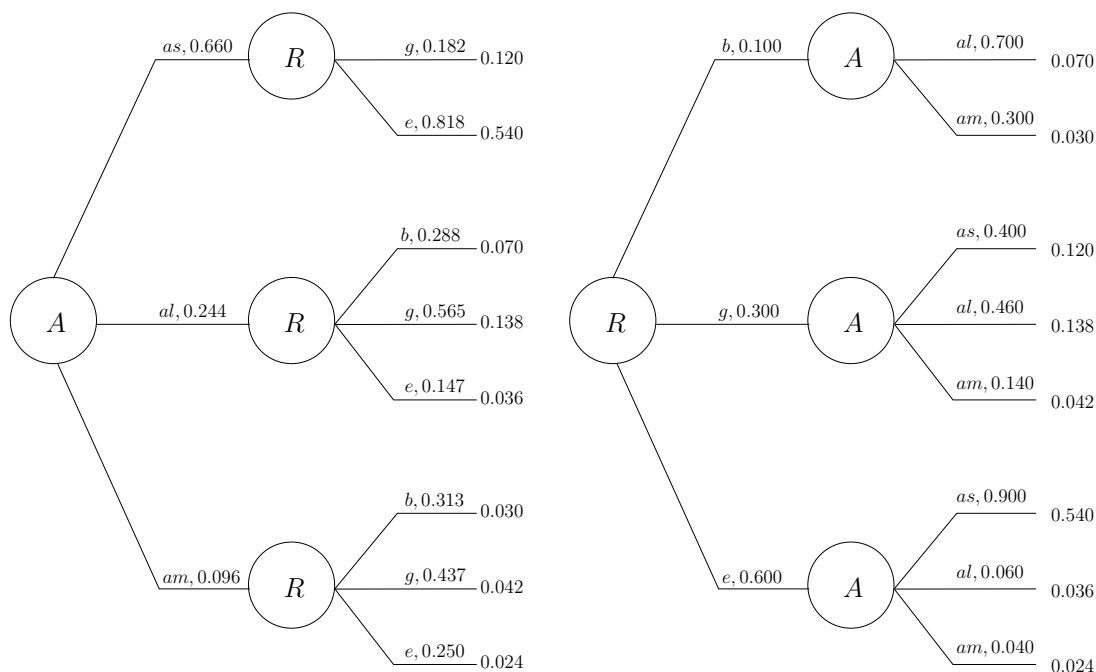 as, 0.660
R
g, 0.182
0.120
e, 0.818
0.540
A
al, 0.244
R
b, 0.288
0.070
g, 0.565
0.138
e, 0.147
0.036
am, 0.096
R
b, 0.313
0.030
g, 0.437
0.042
e, 0.250
0.024
b, 0.100
A
al, 0.700
0.070
am, 0.300
0.030
R
g, 0.300
A
as, 0.400
0.120
al, 0.460
0.138
am, 0.140
0.042
e, 0.600
A
as, 0.900
0.540
al, 0.060
0.036
am, 0.040
0.024